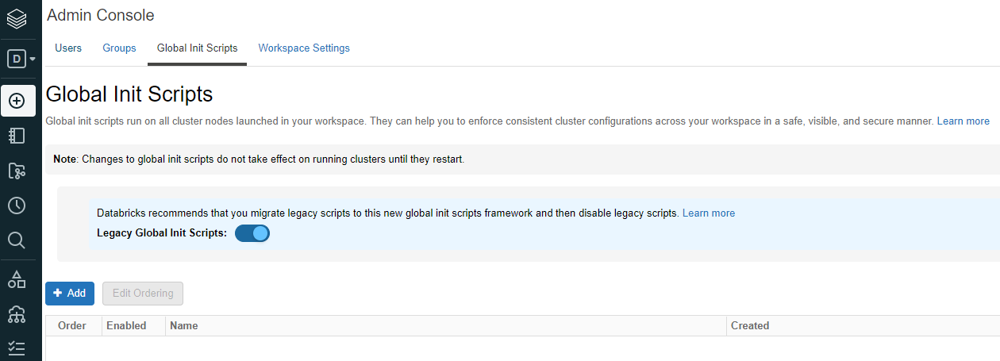 Admin Console
D
Users Groups Global Init Scripts Workspace Settings
Global Init Scripts
Global init scripts run on all cluster nodes launched in your workspace. They can help you to enforce consistent cluster configurations across your workspace in a safe, visible, and secure manner. Learn more
Note: Changes to global init scripts do not take effect on running clusters until they restart.
Databricks recommends that you migrate legacy scripts to this new global init scripts framework and then disable legacy scripts. Learn more
Legacy Global Init Scripts:
+ Add Edit Ordering
Order Enabled Name Created